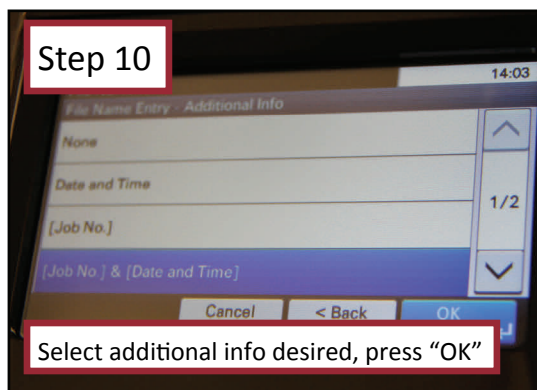 Step 10
14:03
File Name Entry - Additional Info
None
Date and Time
1/2
[Job No.]
[Job No.] & [Date and Time]
Cancel
< Back
OK
Select additional info desired, press “OK”